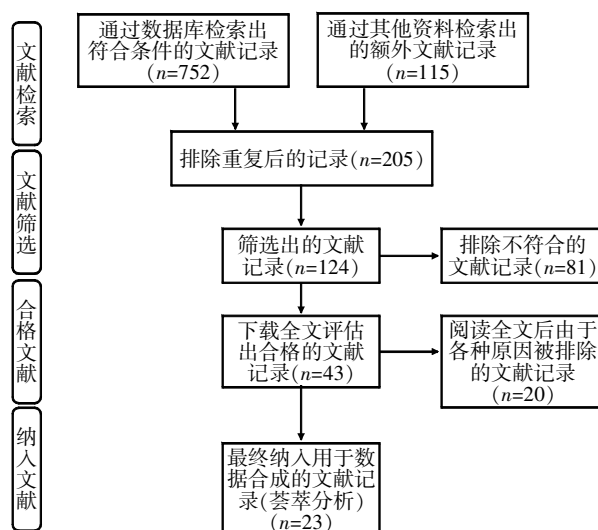 文献检索
通过数据库检索出
符合条件的文献记录
(n=752)
通过其他资料检索出
的额外文献记录
(n=115)
排除重复后的记录(n=205)
文献筛选
筛选出的文献
记录(n=124)
排除不符合的
文献记录(n=81)
合格文献
下载全文评估
出合格的文献
记录(n=43)
阅读全文后由于
各种原因被排除
的文献记录
(n=20)
纳入文献
最终纳入用于数
据合成的文献记
录(荟萃分析)
(n=23)